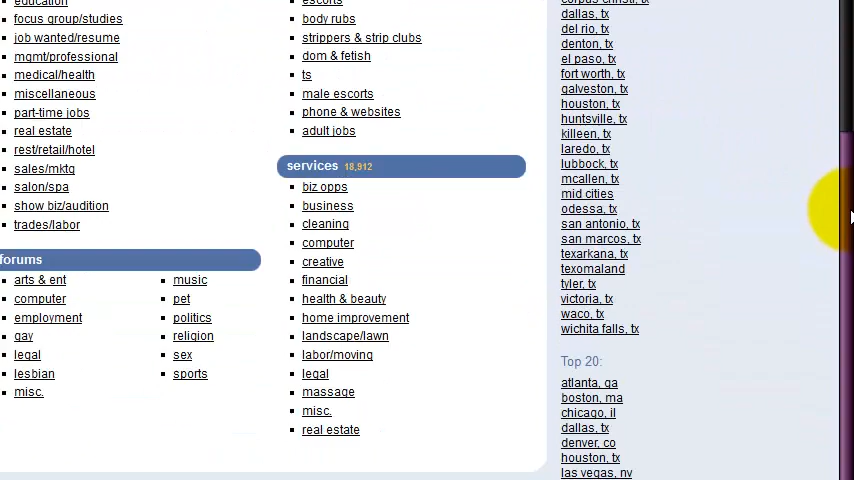 education
focus group/studies
job wanted/resume
mgmt/professional
medical/health
miscellaneous
part-time jobs
real estate
rest/retail/hotel
sales/mktg
salon/spa
show biz/audition
trades/labor
forums
arts & ent
computer
employment
gay
legal
lesbian
misc.
music
pet
politics
religion
sex
sports
escorts
body rubs
strippers & strip clubs
dom & fetish
ts
male escorts
phone & websites
adult jobs
services 18,912
biz opps
business
cleaning
computer
creative
financial
health & beauty
home improvement
landscape/lawn
labor/moving
legal
massage
misc.
real estate
corpus christi, tx
dallas, tx
del rio, tx
denton, tx
el paso, tx
fort worth, tx
galveston, tx
houston, tx
huntsville, tx
killeen, tx
laredo, tx
lubbock, tx
mcallen, tx
mid cities
odessa, tx
san antonio, tx
san marcos, tx
texarkana, tx
texomaland
tyler, tx
victoria, tx
waco, tx
wichita falls, tx
Top 20:
atlanta, ga
boston, ma
chicago, il
dallas, tx
denver, co
houston, tx
las vegas, nv